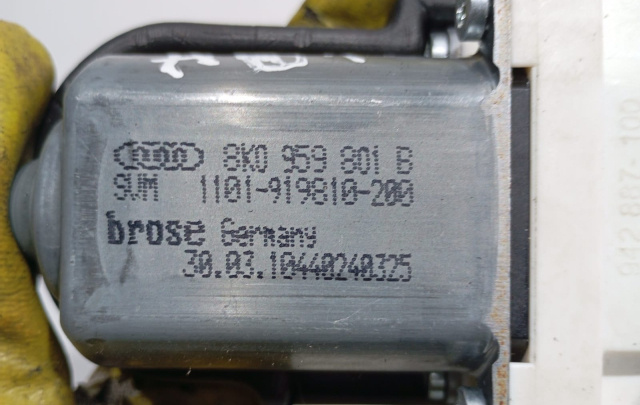 8K0 959 801 B
SWM 1101-919810-200
brose Germany
30.03.10440240325